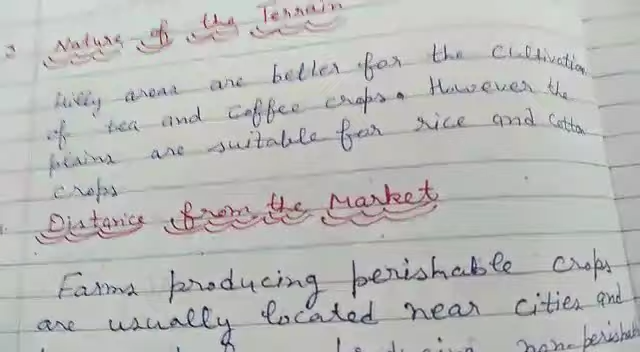 Nature of the Terrain
hilly areas are better for the cultivation
of tea and coffee crops. However the
plains are suitable for rice and cotton
crops
Distance from the Market
Farms producing perishable crops
are usually located near cities and
non-perishab